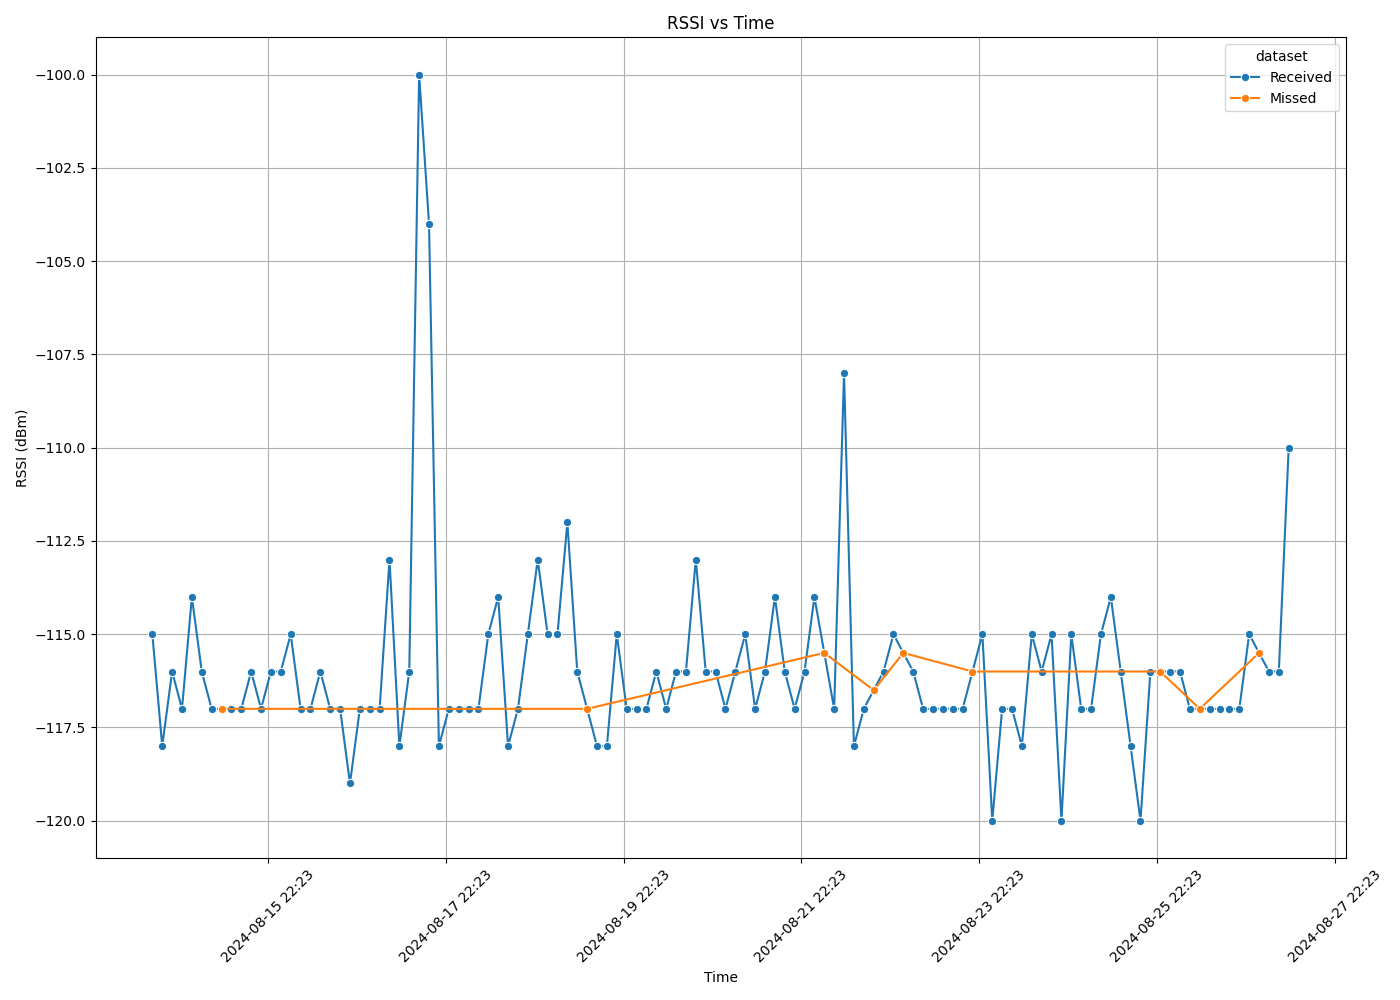 RSSI vs Time
dataset
Received
Missed
RSSI (dBm)
−100.0
−102.5
−105.0
−107.5
−110.0
−112.5
−115.0
−117.5
−120.0
2024-08-15 22:23
2024-08-17 22:23
2024-08-19 22:23
2024-08-21 22:23
2024-08-23 22:23
2024-08-25 22:23
2024-08-27 22:23
Time